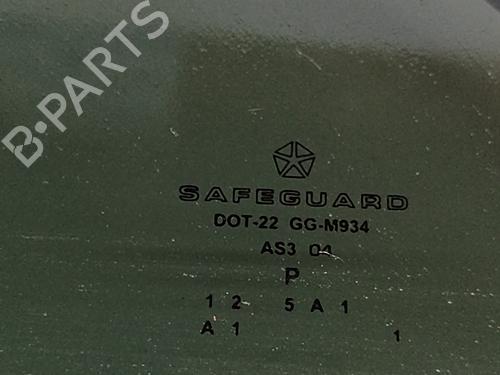 B-PARTS
SAFEGUARD
DOT-22 GG-M934
AS3 04
P
1 2 5 A 1
A 1 1